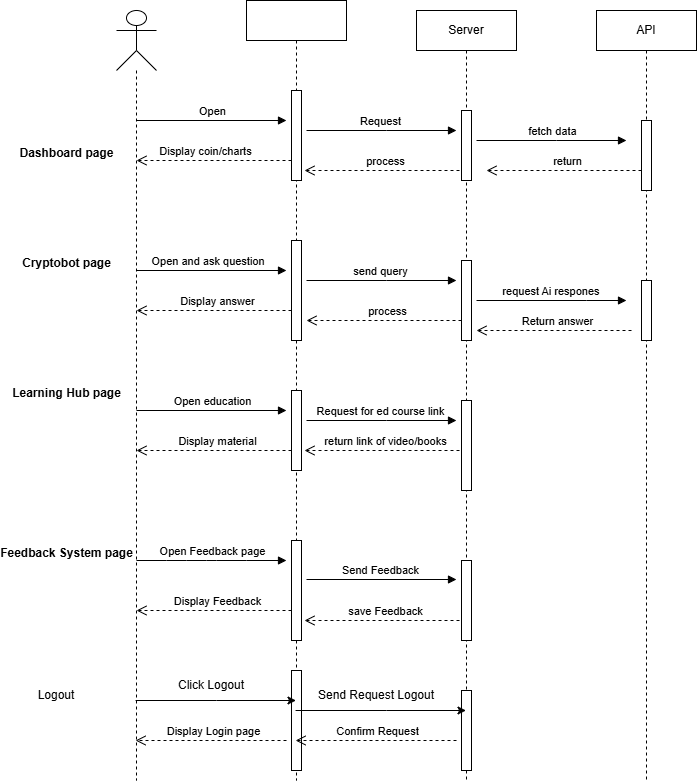 Server
API
Open
Request
fetch data
Dashboard page
Display coin/charts
process
return
Cryptobot page
Open and ask question
send query
request Ai respones
Display answer
process
Return answer
Learning Hub page
Open education
Request for ed course link
Display material
return link of video/books
Feedback System page
Open Feedback page
Send Feedback
Display Feedback
save Feedback
Logout
Click Logout
Send Request Logout
Display Login page
Confirm Request